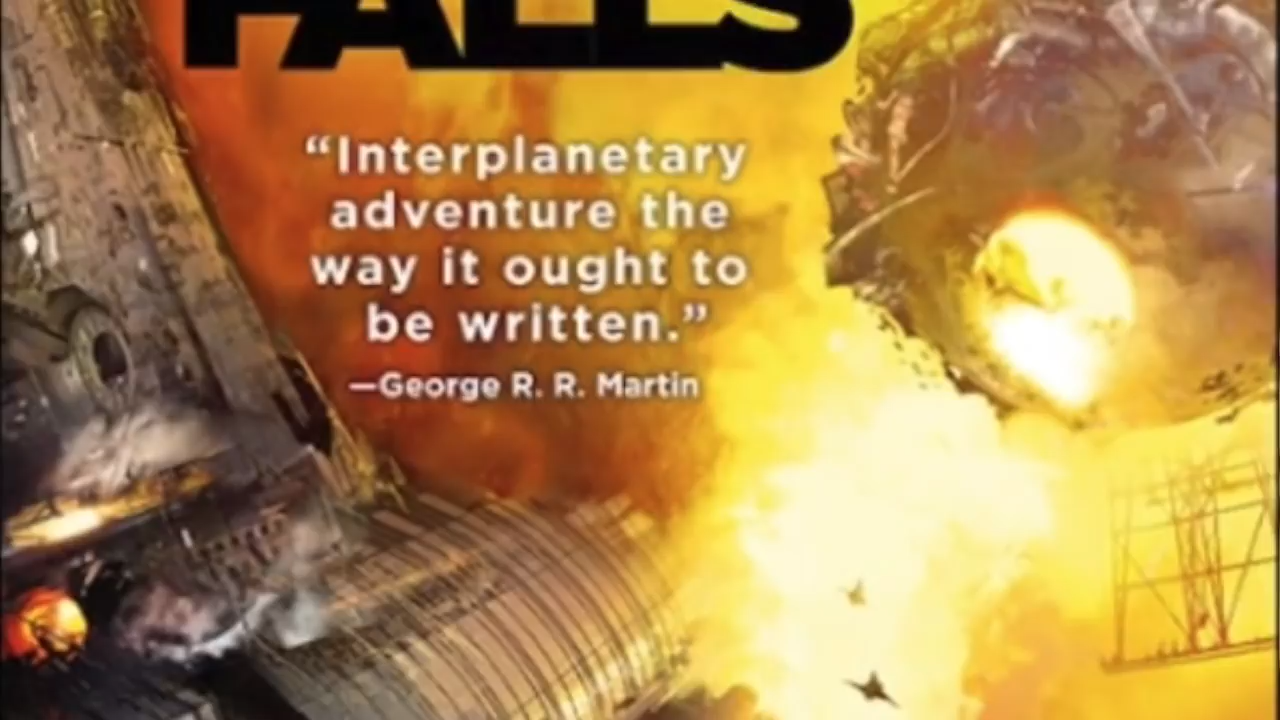 FALLS
“Interplanetary
adventure the
way it ought to
be written.”
—George R. R. Martin